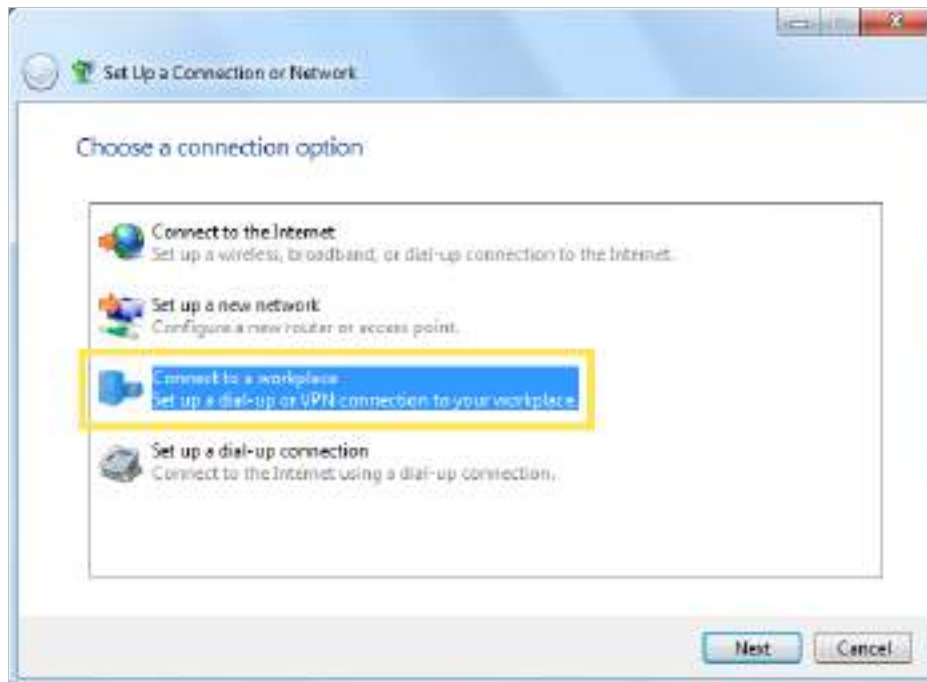 Set Up a Connection or Network
Choose a connection option
Connect to the Internet
Set up a wireless, broadband, or dial-up connection to the Internet.
Set up a new network
Configure a new router or access point.
Connect to a workplace
Set up a dial-up or VPN connection to your workplace.
Set up a dial-up connection
Connect to the Internet using a dial-up connection.
Next
Cancel